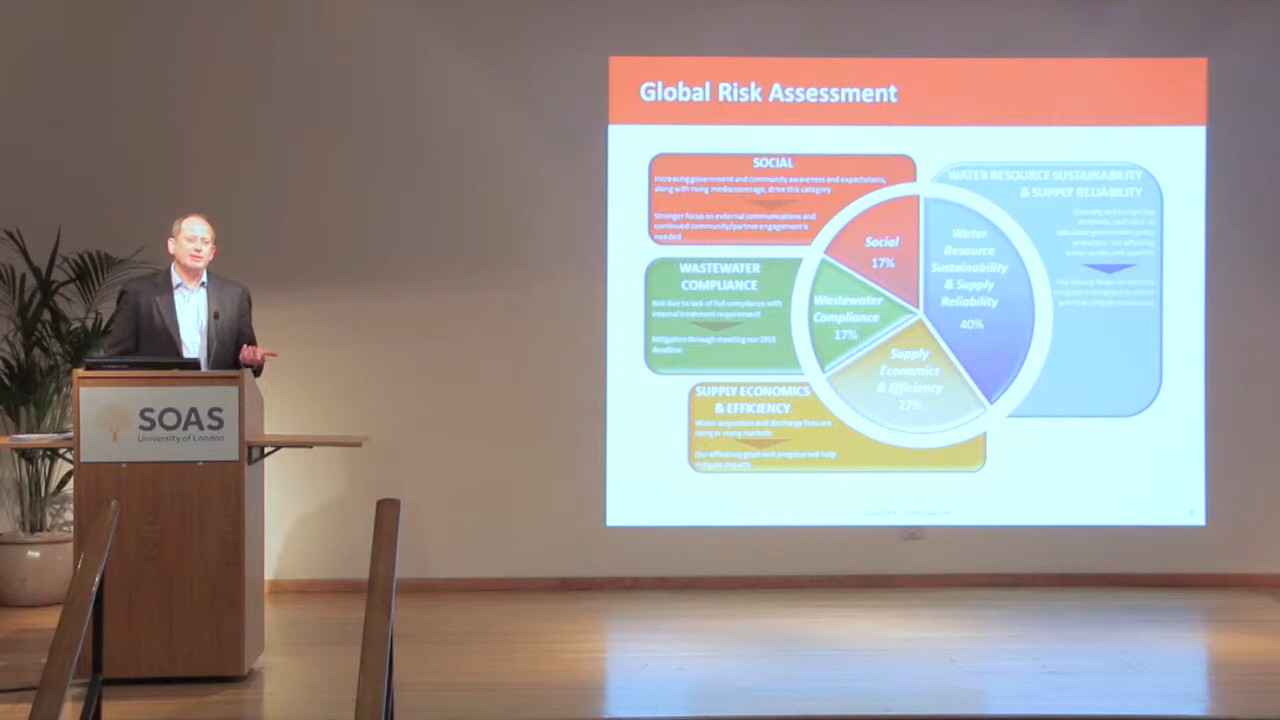 Global Risk Assessment
SOCIAL
Increasing government and community awareness and expectations,
along with rising media coverage, drive this category
Stronger focus on external communications and
continued community/partner engagement is
needed
WASTEWATER
COMPLIANCE
Risk due to lack of full compliance with
internal treatment requirement
Mitigation through meeting our 2010
deadline
SUPPLY ECONOMICS
& EFFICIENCY
Water acquisition and discharge fees are
rising in many markets
Our efficiency goals and progress will help
mitigate impacts
WATER RESOURCE SUSTAINABILITY
& SUPPLY RELIABILITY
water quality and quantity
Social
17%
Water
Resource
Sustainability
& Supply
Reliability
40%
Wastewater
Compliance
17%
Supply
Economics
& Efficiency
27%
SOAS
University of London